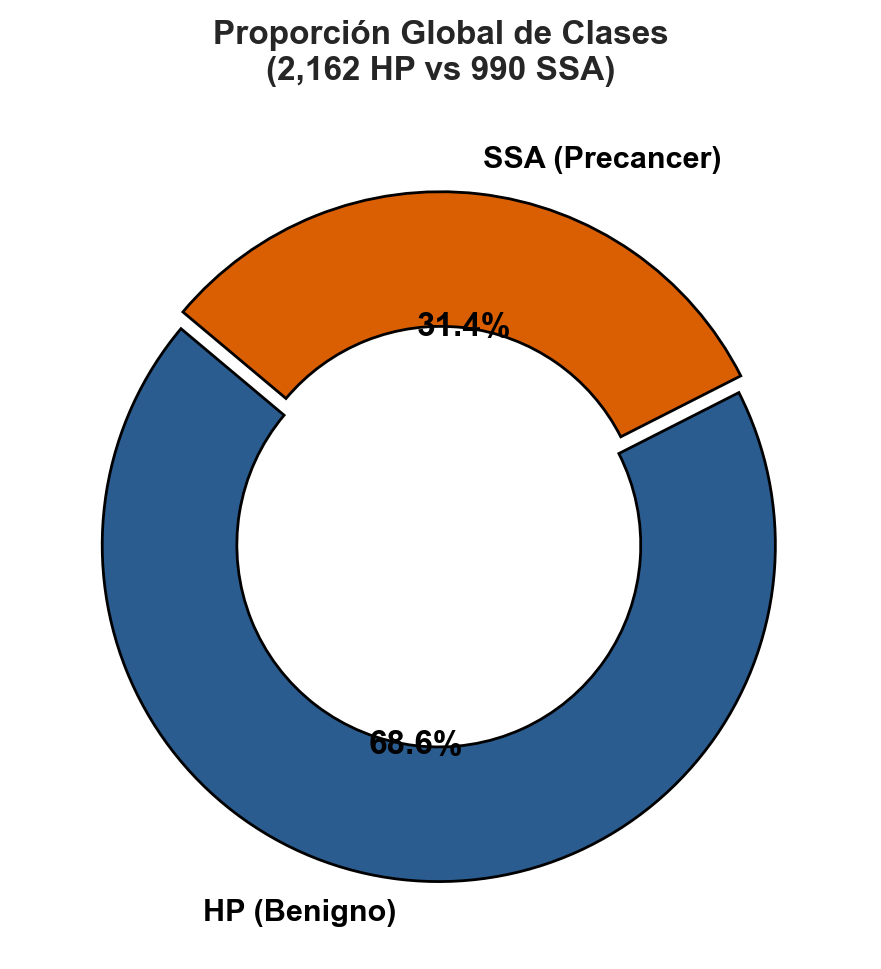 Proporción Global de Clases
(2,162 HP vs 990 SSA)
SSA (Precancer)
31.4%
68.6%
HP (Benigno)